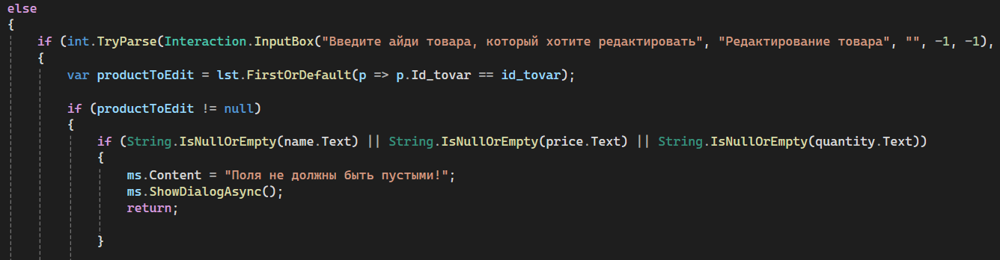 else
{
if (int.TryParse(Interaction.InputBox("Введите айди товара, который хотите редактировать", "Редактирование товара", "", -1, -1),
{
var productToEdit = lst.FirstOrDefault(p => p.Id_tovar == id_tovar);
if (productToEdit != null)
{
if (String.IsNullOrEmpty(name.Text) || String.IsNullOrEmpty(price.Text) || String.IsNullOrEmpty(quantity.Text))
{
ms.Content = "Поля не должны быть пустыми!";
ms.ShowDialogAsync();
return;
}